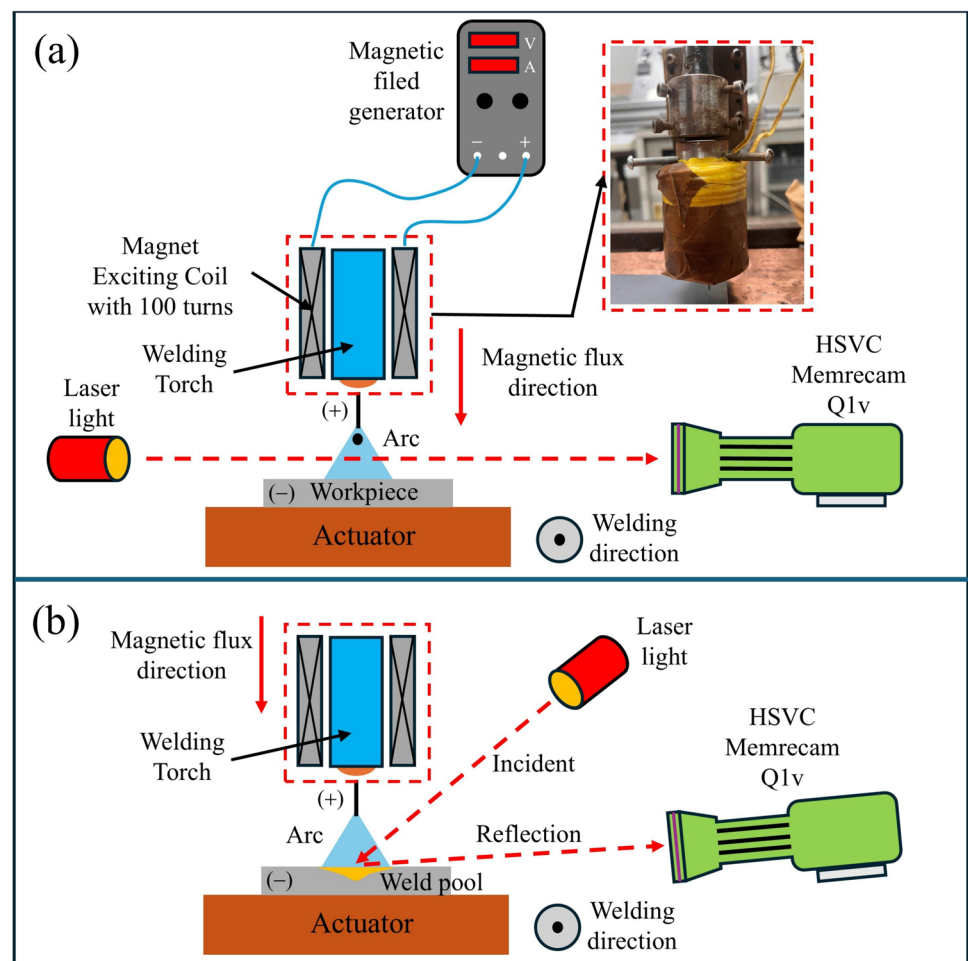 (a)
Magnetic
filed
generator
V
A
− +
Magnet
Exciting Coil
with 100 turns
Welding
Torch
Magnetic flux
direction
HSVC
Memrecam
Q1v
Laser
light
(+)
Arc
(−)
Workpiece
Actuator
Welding
direction
(b)
Magnetic flux
direction
Laser
light
HSVC
Memrecam
Q1v
Welding
Torch
Incident
(+)
Arc
Reflection
(−)
Weld pool
Actuator
Welding
direction